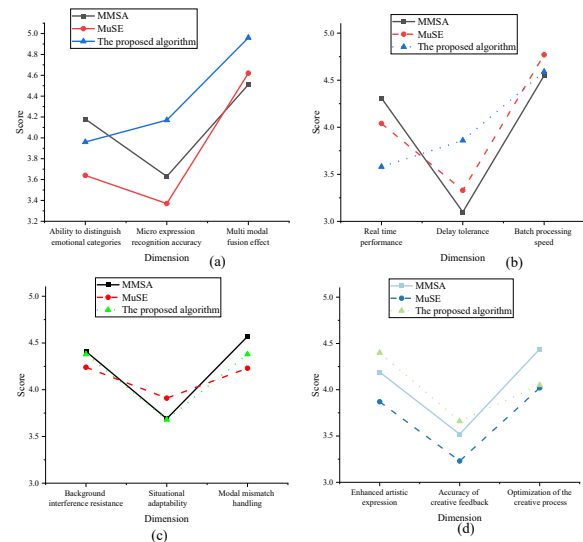 MMSA
MuSE
The proposed algorithm
5.0
4.8
4.6
4.4
4.2
4.0
3.8
3.6
3.4
3.2
Score
Ability to distinguish
emotional categories
Micro expression
recognition accuracy
Multi modal
fusion effect
Dimension
(a)
MMSA
MuSE
The proposed algorithm
5.0
4.5
4.0
3.5
3.0
Score
Real time
performance
Delay tolerance
Batch processing
speed
Dimension
(b)
MMSA
MuSE
The proposed algorithm
5.0
4.5
4.0
3.5
3.0
Score
Background
interference resistance
Situational
adaptability
Modal mismatch
handling
Dimension
(c)
MMSA
MuSE
The proposed algorithm
5.0
4.5
4.0
3.5
3.0
Score
Enhanced artistic
expression
Accuracy of
creative feedback
Optimization of the
creative process
Dimension
(d)